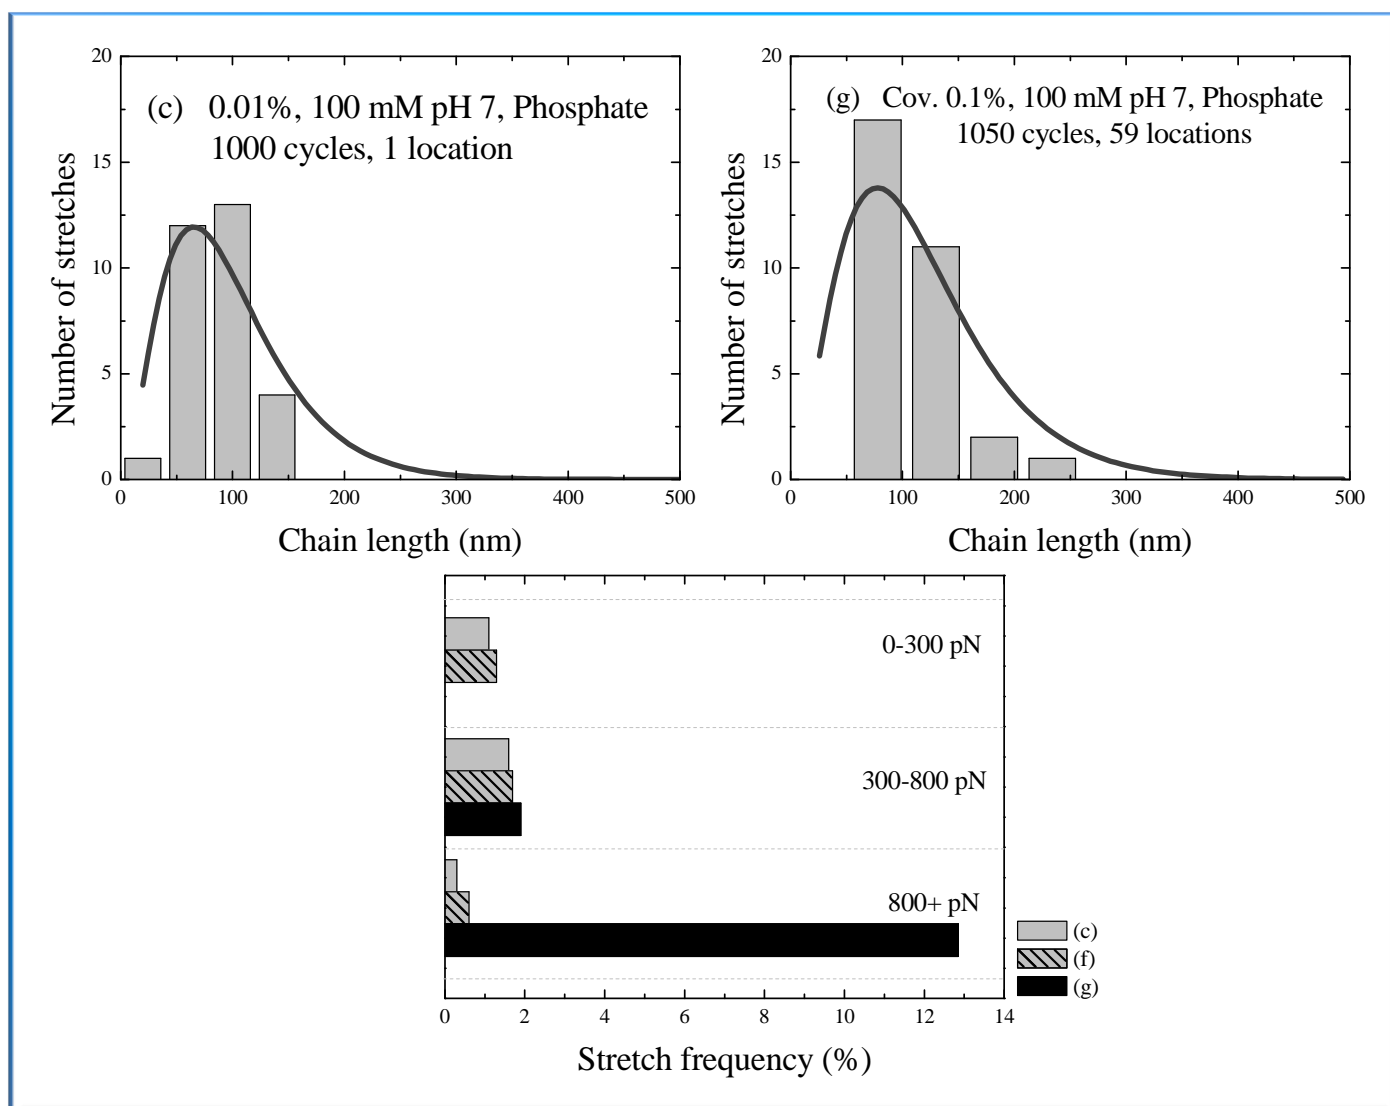 20
15
10
5
0
Number of stretches
(c) 0.01%, 100 mM pH 7, Phosphate
1000 cycles, 1 location
0 100 200 300 400 500
Chain length (nm)
20
15
10
5
0
Number of stretches
(g) Cov. 0.1%, 100 mM pH 7, Phosphate
1050 cycles, 59 locations
0 100 200 300 400 500
Chain length (nm)
0-300 pN
300-800 pN
800+ pN
(c)
(f)
(g)
0 2 4 6 8 10 12 14
Stretch frequency (%)